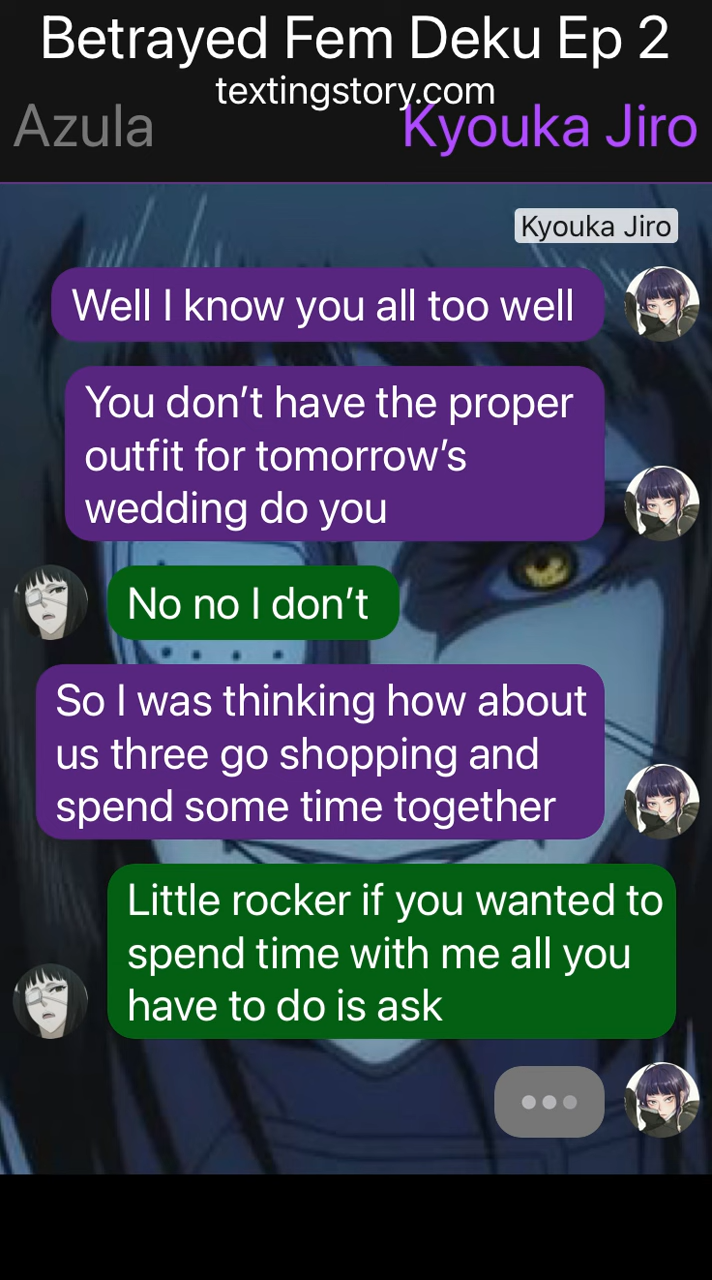 Betrayed Fem Deku Ep 2
textingstory.com
Azula
Kyouka Jiro
Kyouka Jiro
Well I know you all too well
You don’t have the proper
outfit for tomorrow’s
wedding do you
No no I don’t
So I was thinking how about
us three go shopping and
spend some time together
Little rocker if you wanted to
spend time with me all you
have to do is ask